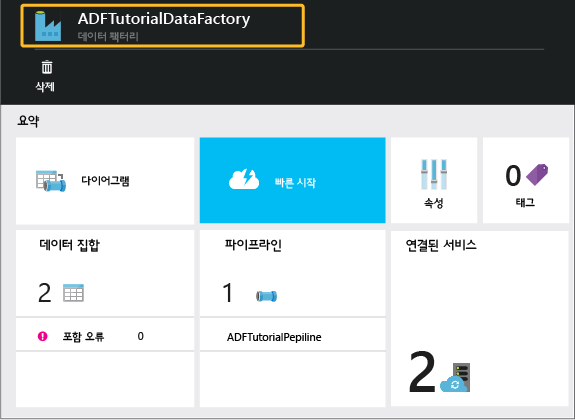 ADFTutorialDataFactory
데이터 팩터리
삭제
요약
다이어그램
빠른 시작
속성
0
태그
데이터 집합
2
포함 오류 0
파이프라인
1
ADFTutorialPepiline
연결된 서비스
2